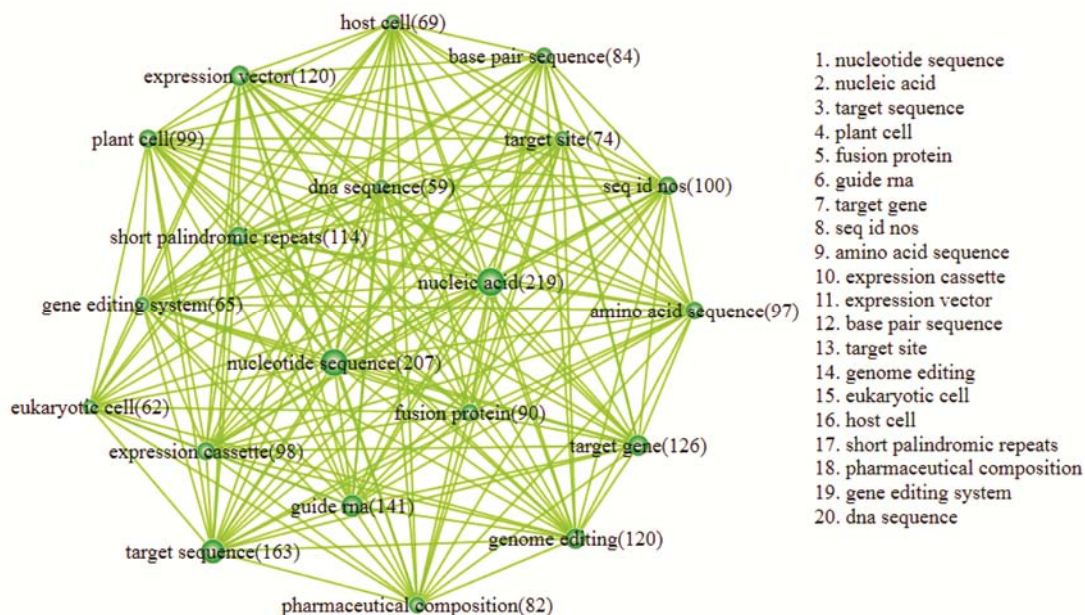 host cell(69)
base pair sequence(84)
expression vector(120)
plant cell(99)
target site(74)
dna sequence(59)
seq id nos(100)
short palindromic repeats(114)
nucleic acid(219)
gene editing system(65)
amino acid sequence(97)
nucleotide sequence(207)
eukaryotic cell(62)
fusion protein(90)
target gene(126)
expression cassette(98)
guide rna(141)
genome editing(120)
target sequence(163)
pharmaceutical composition(82)
1. nucleotide sequence
2. nucleic acid
3. target sequence
4. plant cell
5. fusion protein
6. guide rna
7. target gene
8. seq id nos
9. amino acid sequence
10. expression cassette
11. expression vector
12. base pair sequence
13. target site
14. genome editing
15. eukaryotic cell
16. host cell
17. short palindromic repeats
18. pharmaceutical composition
19. gene editing system
20. dna sequence